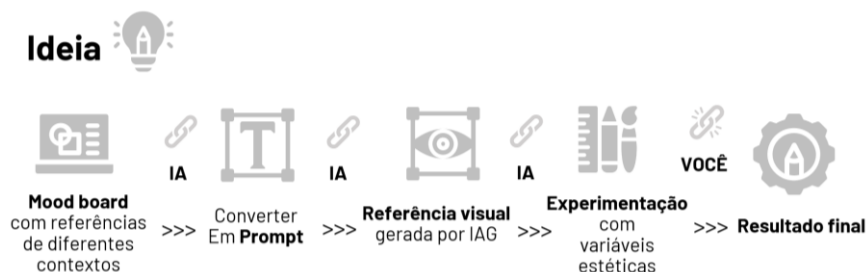 Ideia
IA
IA
IA
VOCÊ
Mood board
com referências
de diferentes
contextos
>>>
Converter
Em Prompt
>>>
Referência visual
gerada por IAG
>>>
Experimentação
com
variáveis
estéticas
>>>
Resultado final